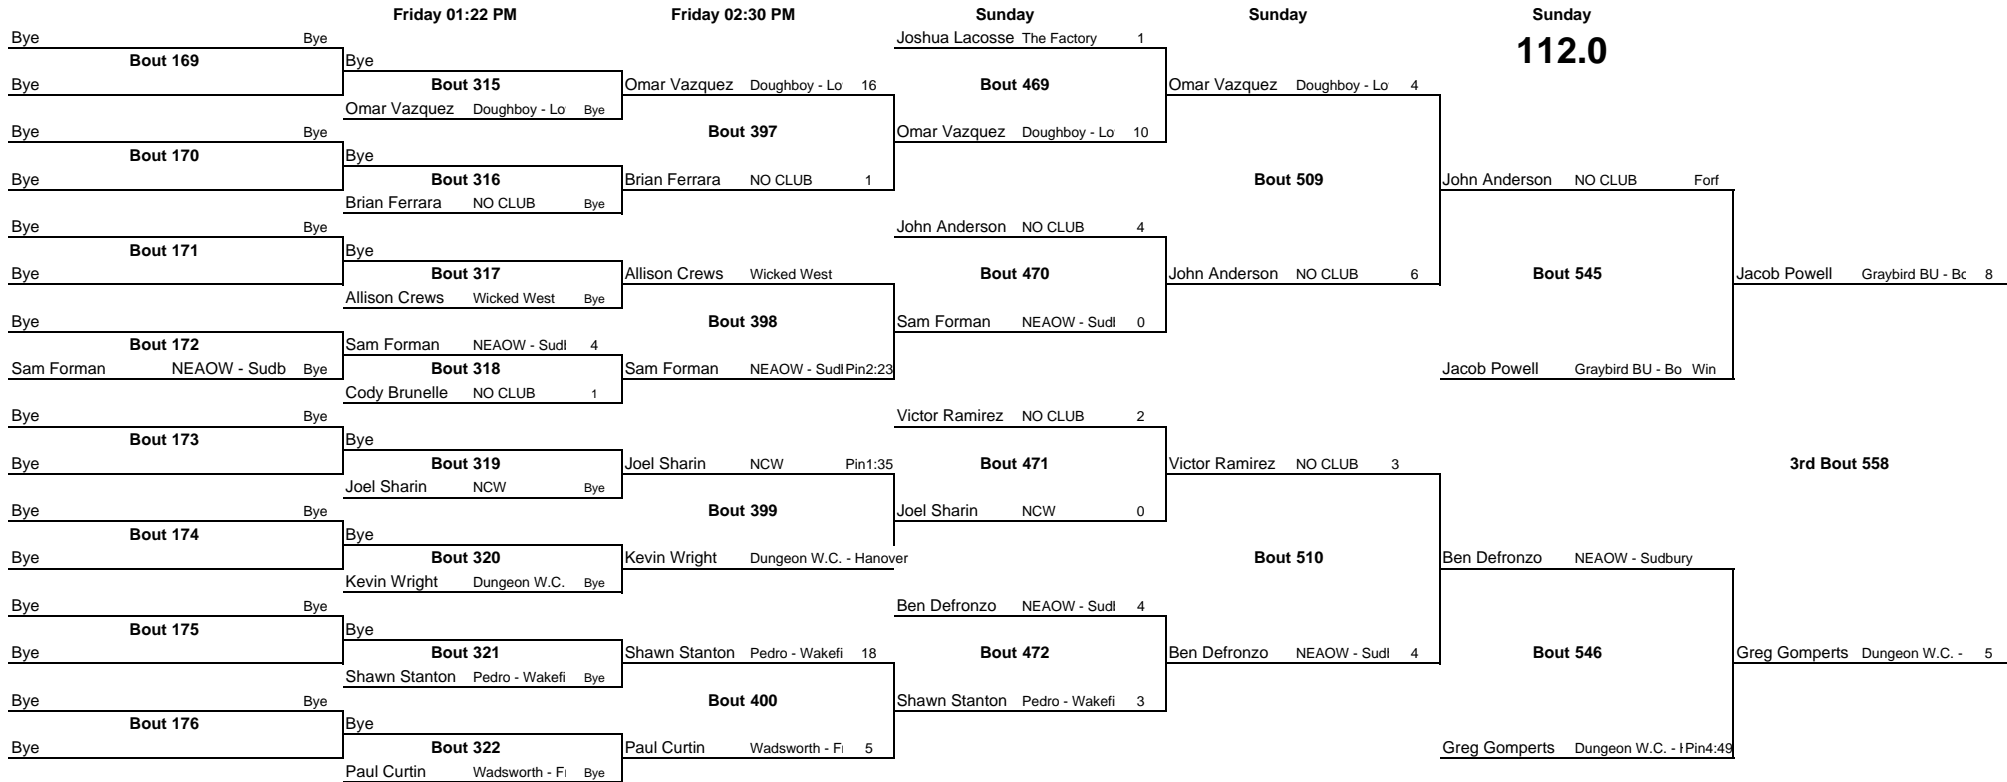 Friday 01:22 PM Friday 02:30 PM Sunday Sunday Sunday
Bye Bye Joshua Lacosse The Factory 1
112.0
Bout 169 Bye
Bye Bout 315 Omar Vazquez Doughboy - Lo 16 Bout 469 Omar Vazquez Doughboy - Lo 4
Omar Vazquez Doughboy - Lo Bye
Bye Bye Bout 397 Omar Vazquez Doughboy - Lo 10
Bout 170 Bye
Bye Bout 316 Brian Ferrara NO CLUB 1 Bout 509 John Anderson NO CLUB Forf
Brian Ferrara NO CLUB Bye
Bye Bye John Anderson NO CLUB 4
Bout 171 Bye
Bye Bout 317 Allison Crews Wicked West Bout 470 John Anderson NO CLUB 6 Bout 545 Jacob Powell Graybird BU - Bo 8
Allison Crews Wicked West Bye
Bye Bout 398 Sam Forman NEAOW - Sud 0
Bout 172 Sam Forman NEAOW - Sud 4
Sam Forman NEAOW - Sudb Bye Bout 318 Sam Forman NEAOW - Sud Pin2:23 Jacob Powell Graybird BU - Bo Win
Cody Brunelle NO CLUB 1
Bye Bye Victor Ramirez NO CLUB 2
Bout 173 Bye
Bye Bout 319 Joel Sharin NCW Pin1:35 Bout 471 Victor Ramirez NO CLUB 3 3rd Bout 558
Joel Sharin NCW Bye
Bye Bye Bout 399 Joel Sharin NCW 0
Bout 174 Bye
Bye Bout 320 Kevin Wright Dungeon W.C. - Hanover Bout 510 Ben Defronzo NEAOW - Sudbury
Kevin Wright Dungeon W.C. Bye
Bye Bye Ben Defronzo NEAOW - Sud 4
Bout 175 Bye
Bye Bout 321 Shawn Stanton Pedro - Wakefi 18 Bout 472 Ben Defronzo NEAOW - Sud 4 Bout 546 Greg Gomperts Dungeon W.C. - 5
Shawn Stanton Pedro - Wakefi Bye
Bye Bye Bout 400 Shawn Stanton Pedro - Wakefi 3
Bout 176 Bye
Bye Bout 322 Paul Curtin Wadsworth - F 5 Greg Gomperts Dungeon W.C. - Pin4:49
Paul Curtin Wadsworth - F Bye